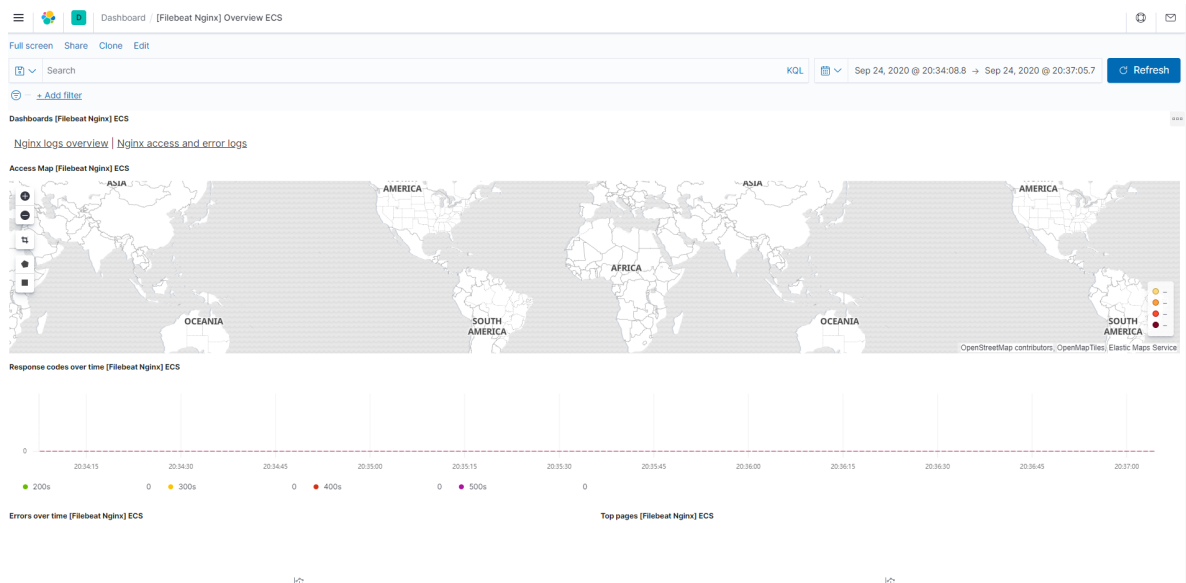 D Dashboard / [Filebeat Nginx] Overview ECS
Full screen Share Clone Edit
Search KQL Sep 24, 2020 @ 20:34:08.8 → Sep 24, 2020 @ 20:37:05.7 Refresh
+ Add filter
Dashboards [Filebeat Nginx] ECS
Nginx logs overview | Nginx access and error logs
Access Map [Filebeat Nginx] ECS
ASIA AMERICA ASIA AMERICA
AFRICA
OCEANIA SOUTH AMERICA OCEANIA SOUTH AMERICA
OpenStreetMap contributors, OpenMapTiles, Elastic Maps Service
Response codes over time [Filebeat Nginx] ECS
0
20:34:15 20:34:30 20:34:45 20:35:00 20:35:15 20:35:30 20:35:45 20:36:00 20:36:15 20:36:30 20:36:45 20:37:00
200s 0 300s 0 400s 0 500s 0
Errors over time [Filebeat Nginx] ECS Top pages [Filebeat Nginx] ECS